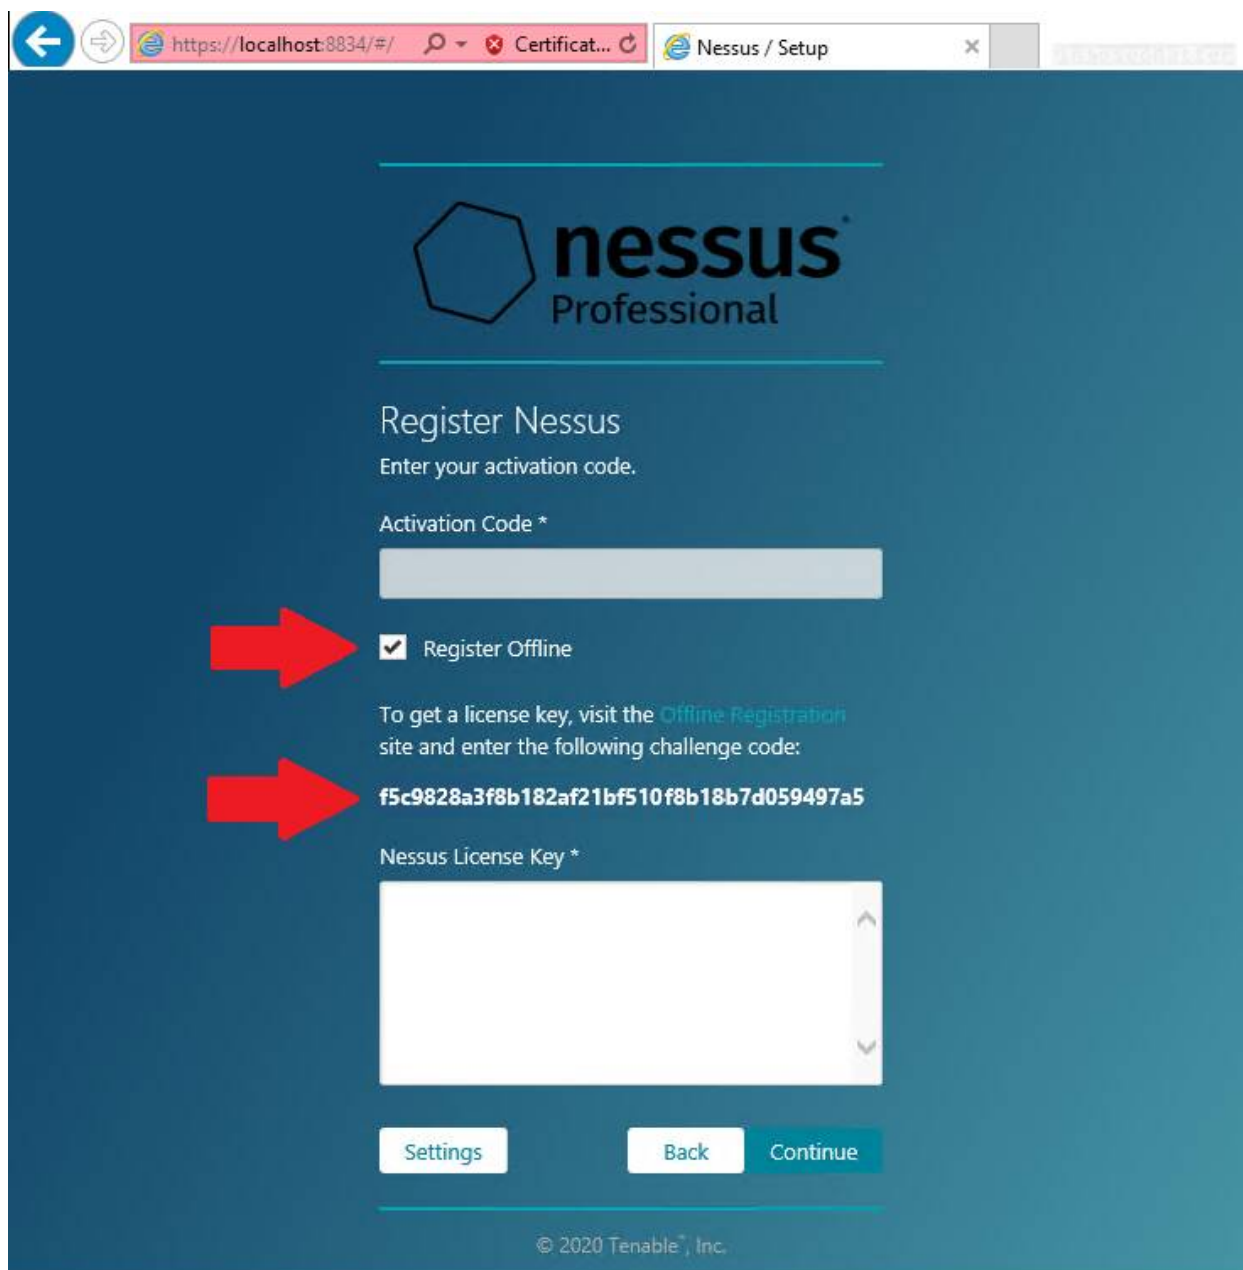 https://localhost:8834/#/ Certificat... Nessus / Setup
nessus
Professional
Register Nessus
Enter your activation code.
Activation Code *
Register Offline
To get a license key, visit the Offline Registration
site and enter the following challenge code:
f5c9828a3f8b182af21bf510f8b18b7d059497a5
Nessus License Key *
Settings Back Continue
© 2020 Tenable™, Inc.